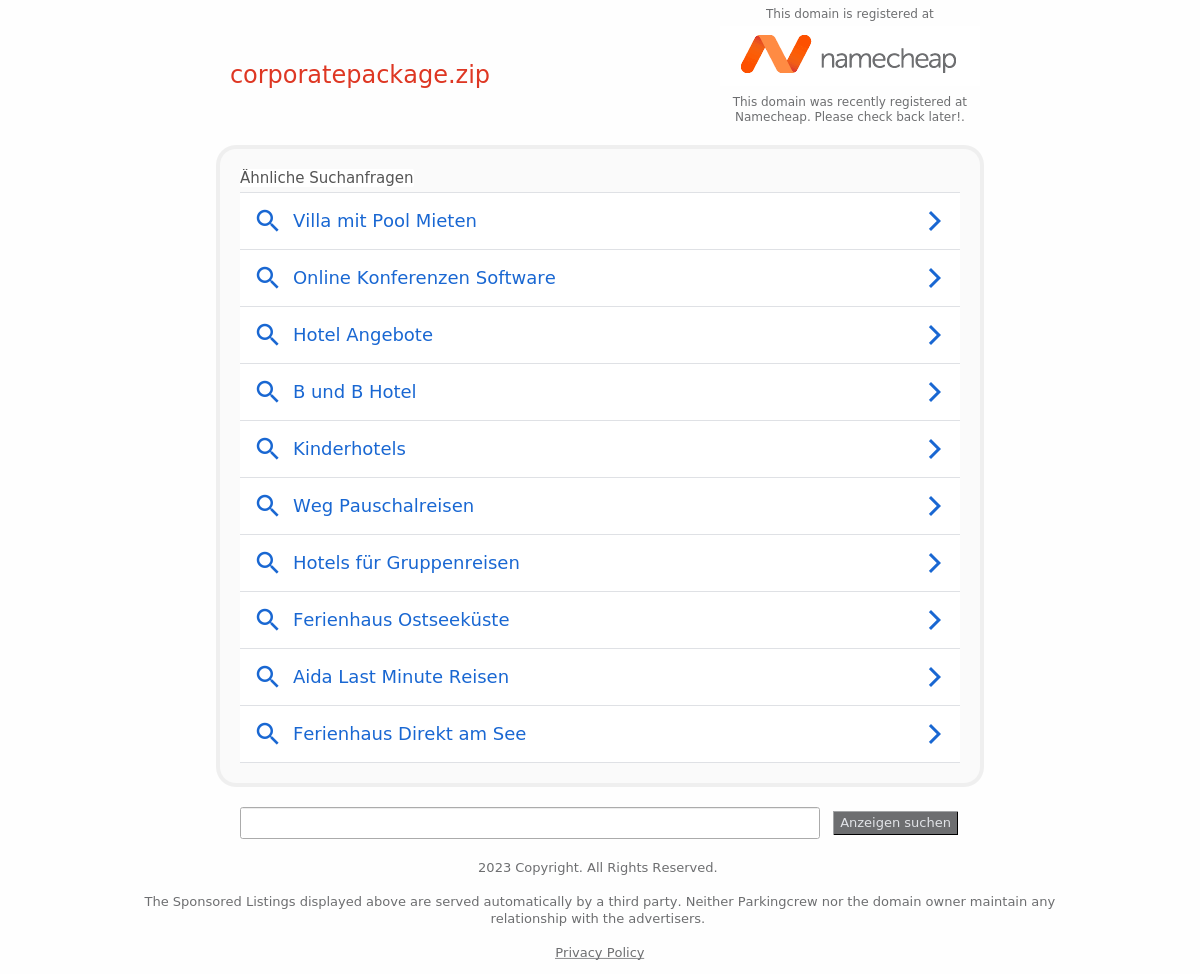 This domain is registered at
namecheap
corporatepackage.zip
This domain was recently registered at
Namecheap. Please check back later!.
Ähnliche Suchanfragen
Villa mit Pool Mieten
Online Konferenzen Software
Hotel Angebote
B und B Hotel
Kinderhotels
Weg Pauschalreisen
Hotels für Gruppenreisen
Ferienhaus Ostseeküste
Aida Last Minute Reisen
Ferienhaus Direkt am See
Anzeigen suchen
2023 Copyright. All Rights Reserved.
The Sponsored Listings displayed above are served automatically by a third party. Neither Parkingcrew nor the domain owner maintain any
relationship with the advertisers.
Privacy Policy